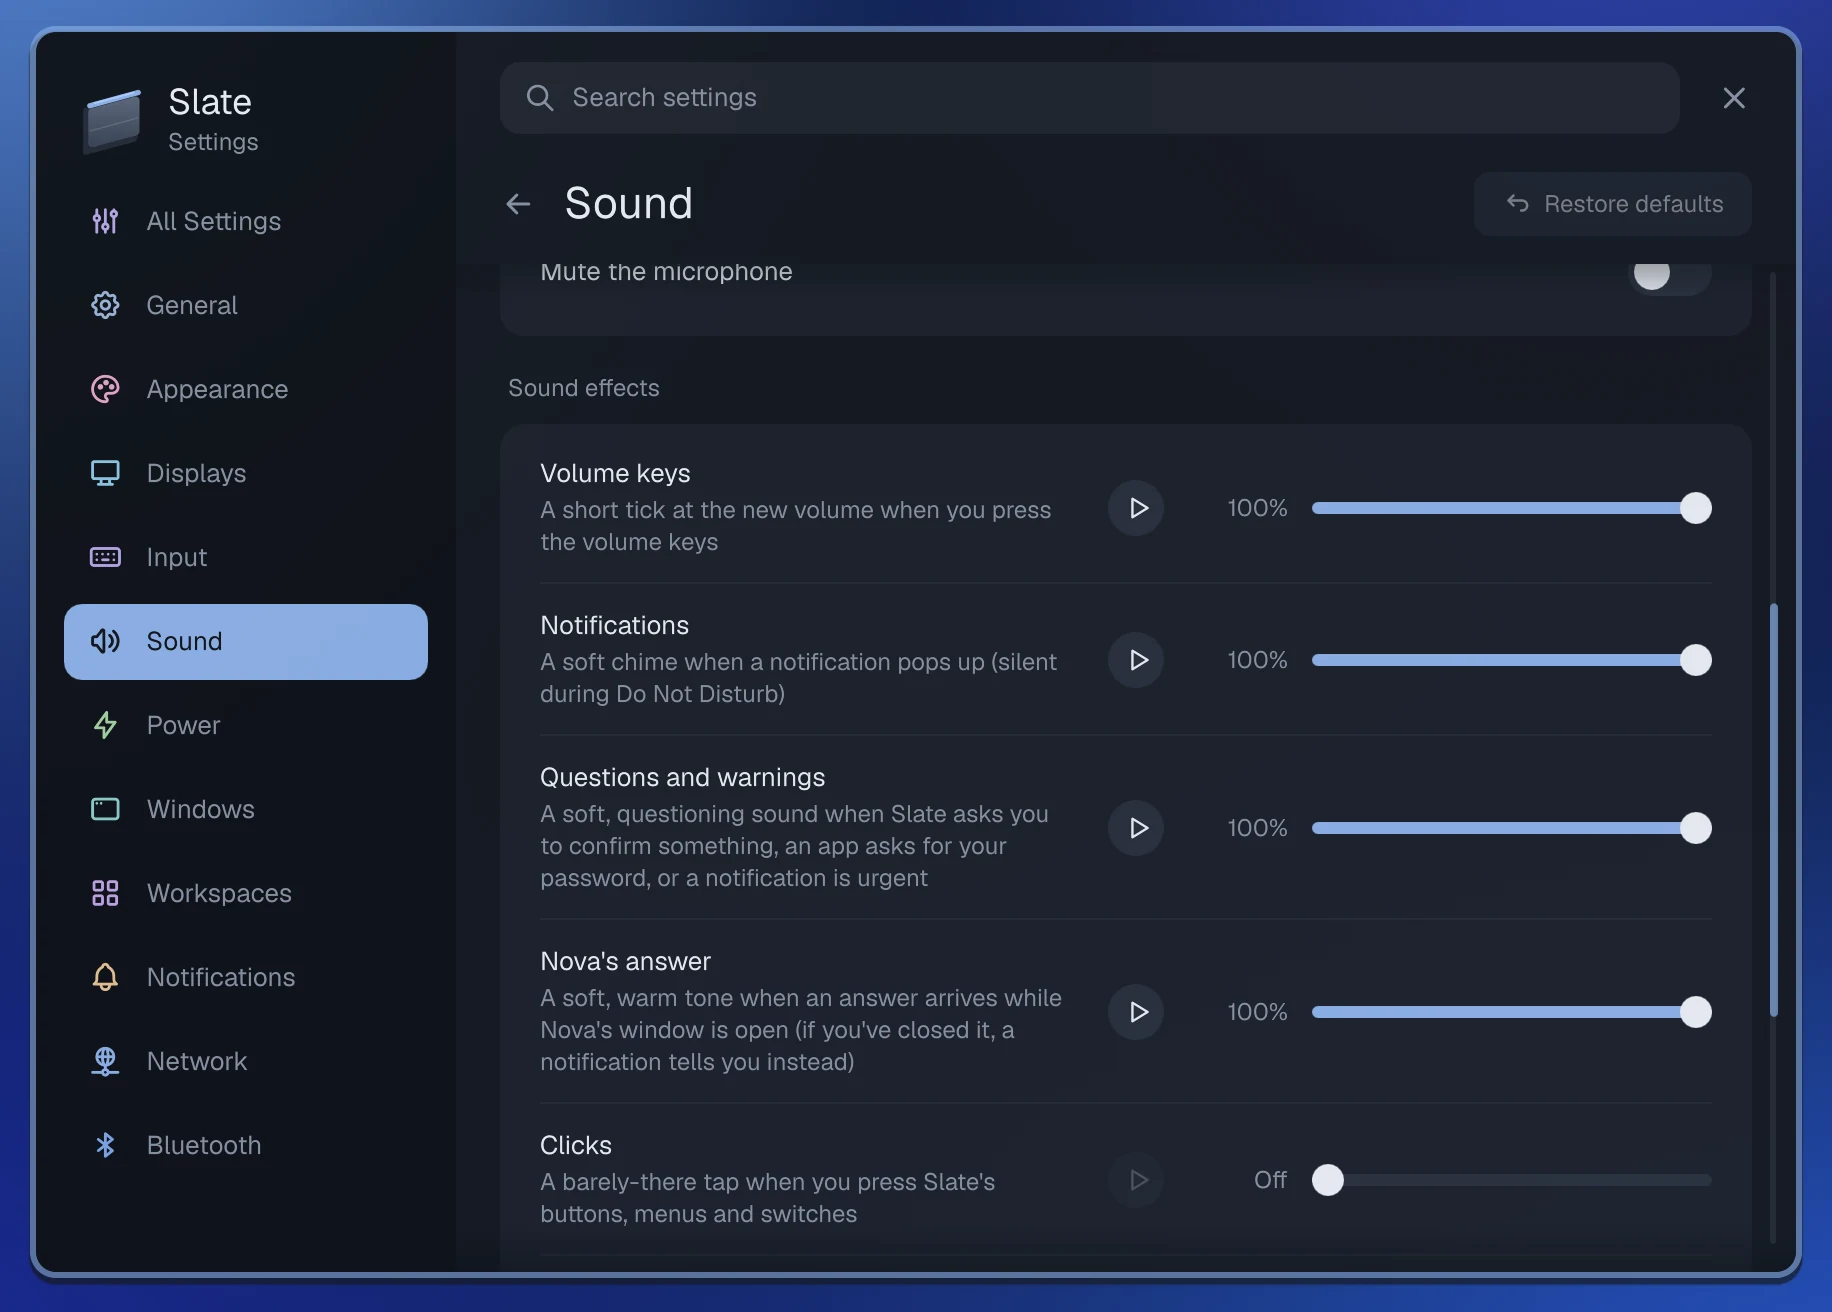 Slate
Settings
All Settings
General
Appearance
Displays
Input
Sound
Power
Windows
Workspaces
Notifications
Network
Bluetooth
Search settings
Sound
Restore defaults
Mute the microphone
Sound effects
Volume keys
A short tick at the new volume when you press
the volume keys
100%
Notifications
A soft chime when a notification pops up (silent
during Do Not Disturb)
100%
Questions and warnings
A soft, questioning sound when Slate asks you
to confirm something, an app asks for your
password, or a notification is urgent
100%
Nova's answer
A soft, warm tone when an answer arrives while
Nova's window is open (if you've closed it, a
notification tells you instead)
100%
Clicks
A barely-there tap when you press Slate's
buttons, menus and switches
Off